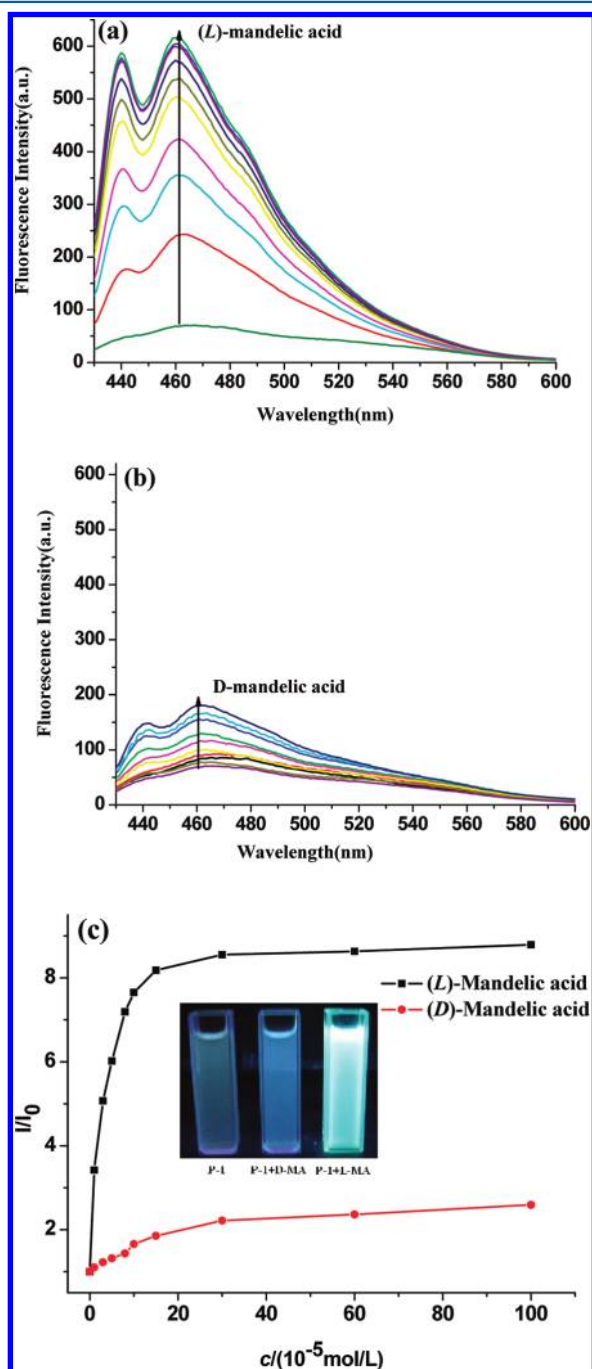 (a)
(L)-mandelic acid
Fluorescence Intensity(a.u.)
600
500
400
300
200
100
0
440 460 480 500 520 540 560 580 600
Wavelength(nm)
(b)
D-mandelic acid
Fluorescence Intensity(a.u.)
600
500
400
300
200
100
0
440 460 480 500 520 540 560 580 600
Wavelength(nm)
(c)
(L)-Mandelic acid
(D)-Mandelic acid
I/I0
8
6
4
2
P-1 P-1+D-MA P-1+L-MA
0 20 40 60 80 100
c/(10-5mol/L)